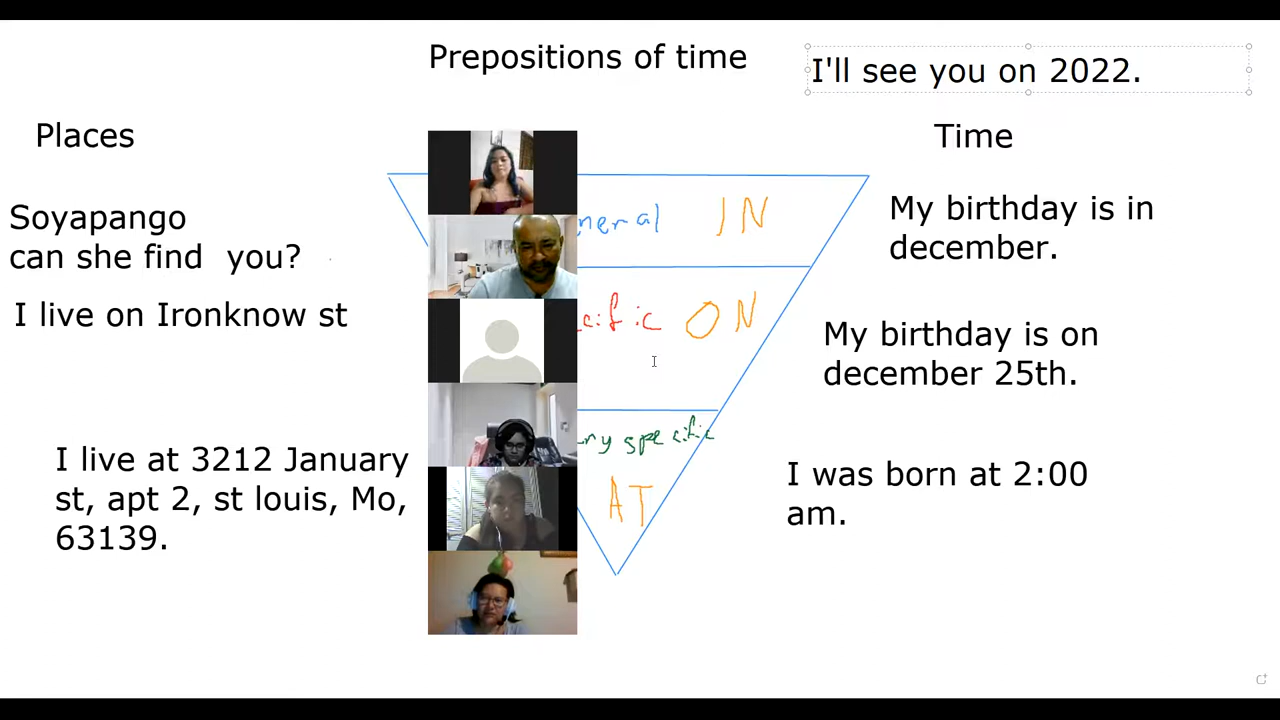 Prepositions of time
I'll see you on 2022.
Places
Time
Soyapango
can she find you?
I live on Ironknow st
I live at 3212 January
st, apt 2, st louis, Mo,
63139.
IN
ON
specific
AT
My birthday is in
december.
My birthday is on
december 25th.
I was born at 2:00
am.